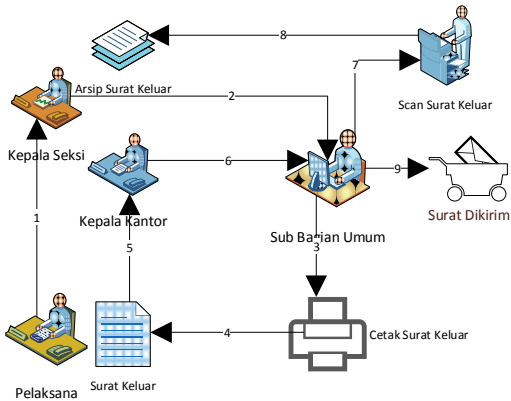 8
7
Arsip Surat Keluar
2
Scan Surat Keluar
Kepala Seksi
6
9
1
Kepala Kantor
Surat Dikirim
5
Sub Bagian Umum
3
4
Cetak Surat Keluar
Pelaksana
Surat Keluar